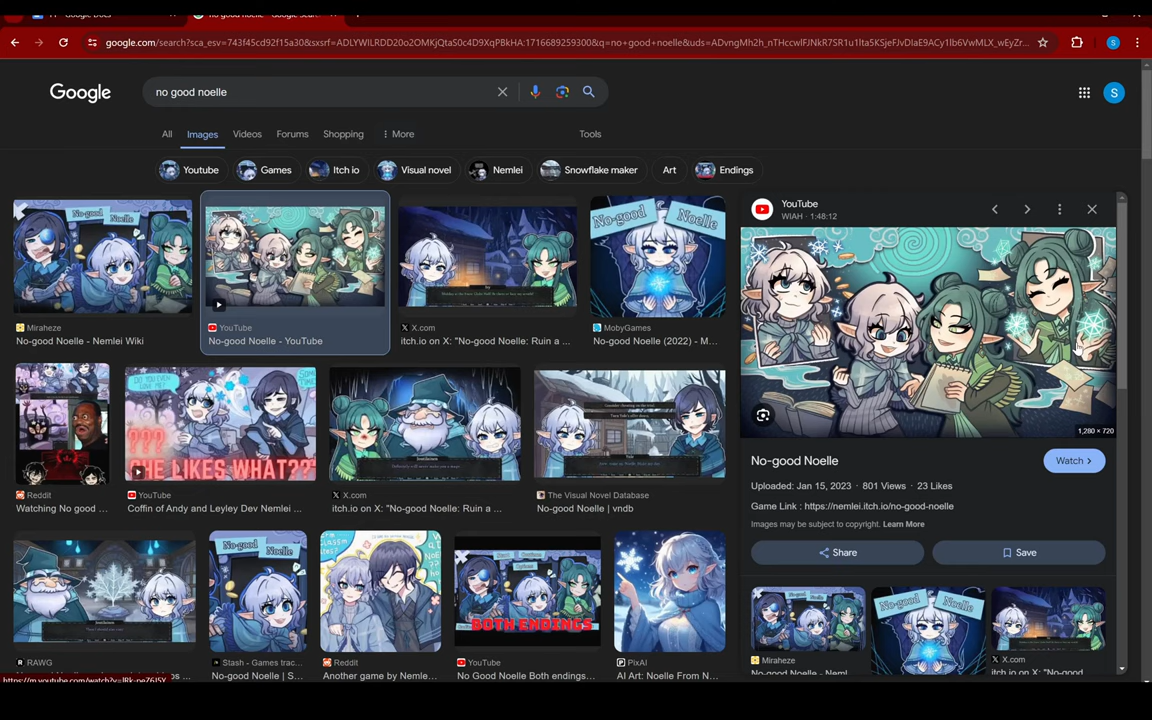 Google Docs
no good noelle - Google Sear
google.com/search?sca_esv=743f45cd92f15a30&sxsrf=
Google
no good noelle
S
S
All
Images
Videos
Forums
Shopping
More
Tools
Youtube
Games
Itch io
Visual novel
Nemlei
Snowflake maker
Art
Endings
No-good Noelle
No-good Noelle
Miraheze
No-good Noelle - Nemlei Wiki
YouTube
No-good Noelle - YouTube
X.com
itch.io on X: "No-good Noelle: Ruin a ...
MobyGames
No-good Noelle (2022) - M...
YouTube
WIAH · 1:48:12
1,280 × 720
DO YOU EVEN LOVE ME?
???
SHE LIKES WHAT??
Reddit
Watching No good ...
YouTube
Coffin of Andy and Leyley Dev Nemlei ...
X.com
itch.io on X: "No-good Noelle: Ruin a ...
The Visual Novel Database
No-good Noelle | vndb
No-good Noelle
Watch
Uploaded: Jan 15, 2023 · 801 Views · 23 Likes
Game Link : https://nemlei.itch.io/no-good-noelle
Images may be subject to copyright. Learn More
Share
Save
No-good Noelle
BOTH ENDINGS
RAWG
Stash - Games trac...
No-good Noelle | S...
Reddit
Another game by Nemle...
YouTube
No Good Noelle Both endings...
PixAI
AI Art: Noelle From N...
No-good Noelle
Miraheze
No-good Noelle - Neml
X.com
itch.io on X: "No-good